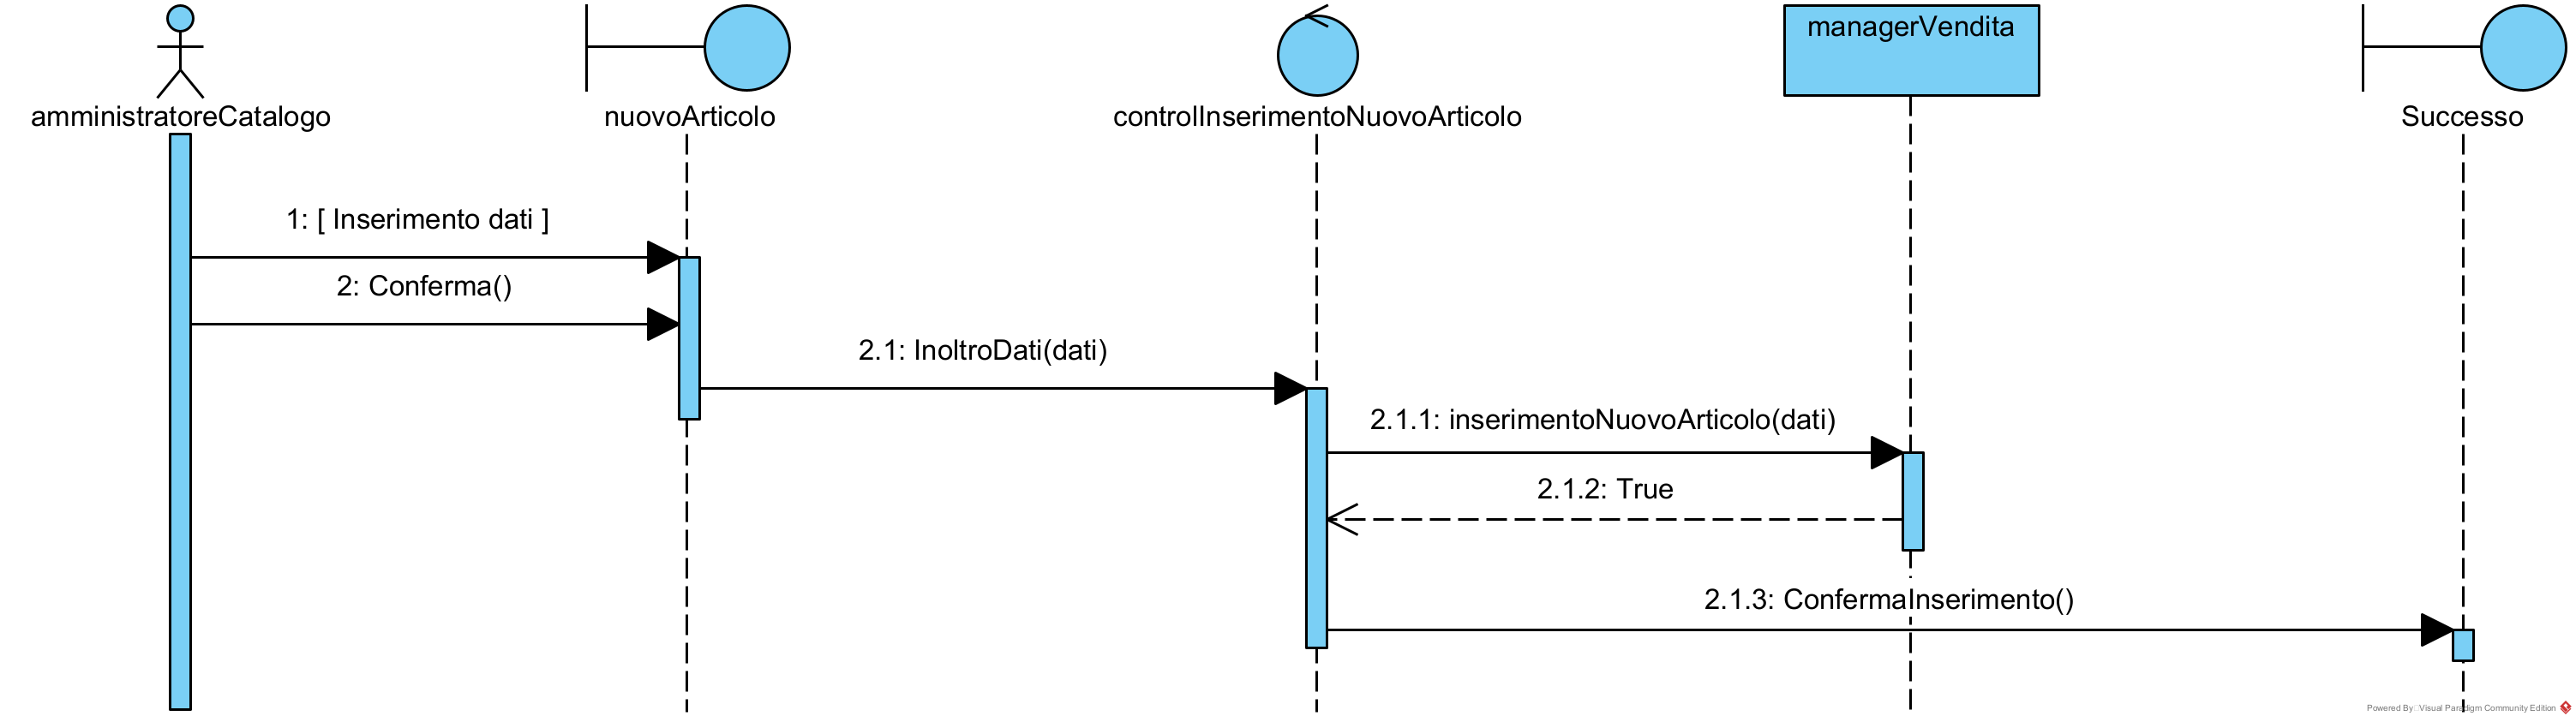 managerVendita
amministratoreCatalogo
nuovoArticolo
controlInserimentoNuovoArticolo
Successo
1: [ Inserimento dati ]
2: Conferma()
2.1: InoltroDati(dati)
2.1.1: inserimentoNuovoArticolo(dati)
2.1.2: True
2.1.3: ConfermaInserimento()
Powered By Visual Paradigm Community Edition